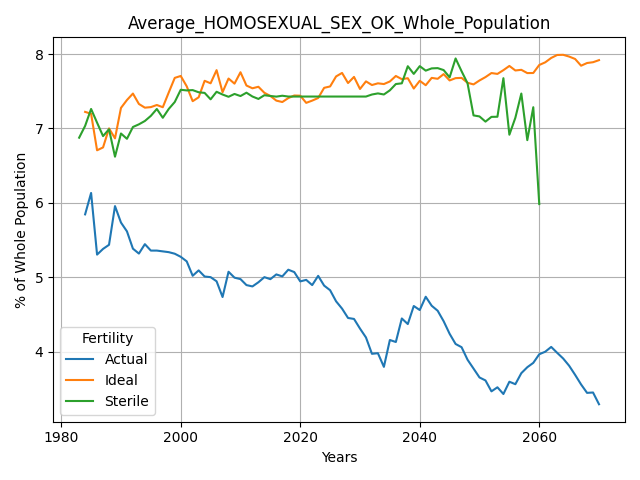 Average_HOMOSEXUAL_SEX_OK_Whole_Population
% of Whole Population
8
7
6
5
4
Fertility
Actual
Ideal
Sterile
1980 2000 2020 2040 2060
Years